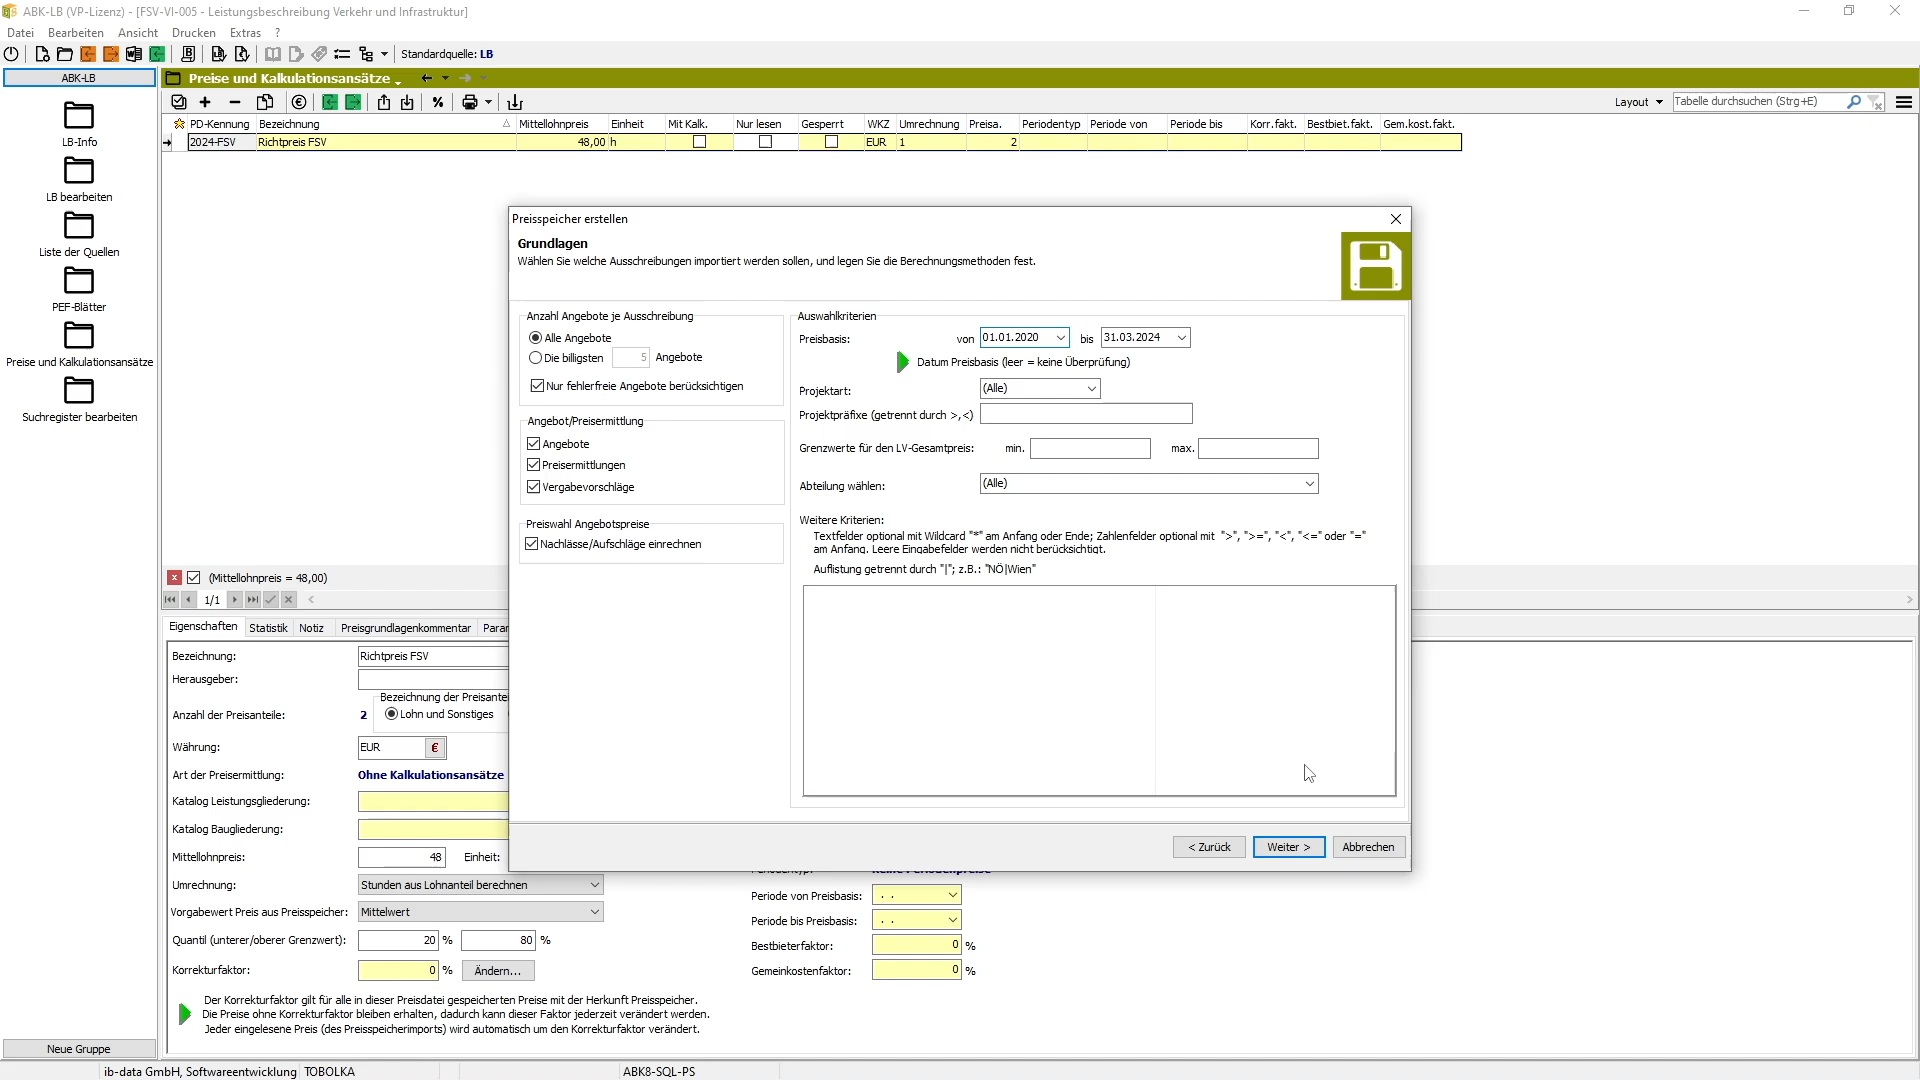 ABK-LB (VP-Lizenz) - [FSV-VI-005 - Leistungsbeschreibung Verkehr und Infrastruktur]
Datei Bearbeiten Ansicht Drucken Extras ?
Standardquelle: LB
ABK-LB
Preise und Kalkulationsansätze
Layout
Tabelle durchsuchen (Strg+E)
PD-Kennung Bezeichnung Mittellohnpreis Einheit Mit Kalk. Nur lesen Gesperrt WKZ Umrechnung Preisa. Periodentyp Periode von Periode bis Korr.fakt. Bestbiet.fakt. Gem.kost.fakt.
2024-FSV Richtpreis FSV 48,00 h EUR 1 2
LB-Info
LB bearbeiten
Liste der Quellen
PEF-Blätter
Preise und Kalkulationsansätze
Suchregister bearbeiten
Neue Gruppe
Preisspeicher erstellen
Grundlagen
Wählen Sie welche Ausschreibungen importiert werden sollen, und legen Sie die Berechnungsmethoden fest.
Anzahl Angebote je Ausschreibung
Alle Angebote
Die billigsten 5 Angebote
Nur fehlerfreie Angebote berücksichtigen
Angebot/Preisermittlung
Angebote
Preisermittlungen
Vergabevorschläge
Preiswahl Angebotspreise
Nachlässe/Aufschläge einrechnen
Auswahlkriterien
Preisbasis: von 01.01.2020 bis 31.03.2024
Datum Preisbasis (leer = keine Überprüfung)
Projektart: (Alle)
Projektpräfixe (getrennt durch >,<)
Grenzwerte für den LV-Gesamtpreis: min. max.
Abteilung wählen: (Alle)
Weitere Kriterien:
Textfelder optional mit Wildcard "*" am Anfang oder Ende; Zahlenfelder optional mit ">", ">=", "<", "<=" oder "="
am Anfang. Leere Eingabefelder werden nicht berücksichtigt.
Auflistung getrennt durch "|"; z.B.: "NÖ|Wien"
< Zurück Weiter > Abbrechen
(Mittellohnpreis = 48,00)
1/1
Eigenschaften Statistik Notiz Preisgrundlagenkommentar Parar
Bezeichnung: Richtpreis FSV
Herausgeber:
Bezeichnung der Preisante
Anzahl der Preisanteile: 2 Lohn und Sonstiges
Währung: EUR €
Art der Preisermittlung: Ohne Kalkulationsansätze
Katalog Leistungsgliederung:
Katalog Baugliederung:
Mittellohnpreis: 48 Einheit:
Umrechnung: Stunden aus Lohnanteil berechnen
Vorgabewert Preis aus Preisspeicher: Mittelwert
Quantil (unterer/oberer Grenzwert): 20 % 80 %
Korrekturfaktor: 0 % Ändern...
Der Korrekturfaktor gilt für alle in dieser Preisdatei gespeicherten Preise mit der Herkunft Preisspeicher.
Die Preise ohne Korrekturfaktor bleiben erhalten, dadurch kann dieser Faktor jederzeit verändert werden.
Jeder eingelesene Preis (des Preisspeicherimports) wird automatisch um den Korrekturfaktor verändert.
Periodentyp: Keine Periodenpreise
Periode von Preisbasis: . .
Periode bis Preisbasis: . .
Bestbieterfaktor: 0 %
Gemeinkostenfaktor: 0 %
ib-data GmbH, Softwareentwicklung TOBOLKA ABK8-SQL-PS